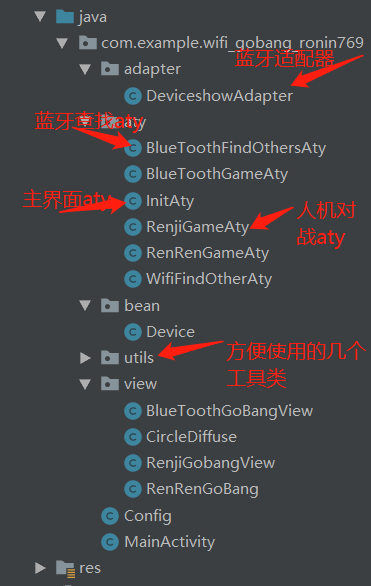 java
com.example.wifi_gobang_ronin769
adapter
蓝牙适配器
DeviceshowAdapter
aty
蓝牙查找aty
BlueToothFindOthersAty
BlueToothGameAty
主界面aty
InitAty
RenjiGameAty
人机对
战aty
RenRenGameAty
WifiFindOtherAty
bean
Device
utils
方便使用的几个
工具类
view
BlueToothGoBangView
CircleDiffuse
RenjiGobangView
RenRenGoBang
Config
MainActivity
res